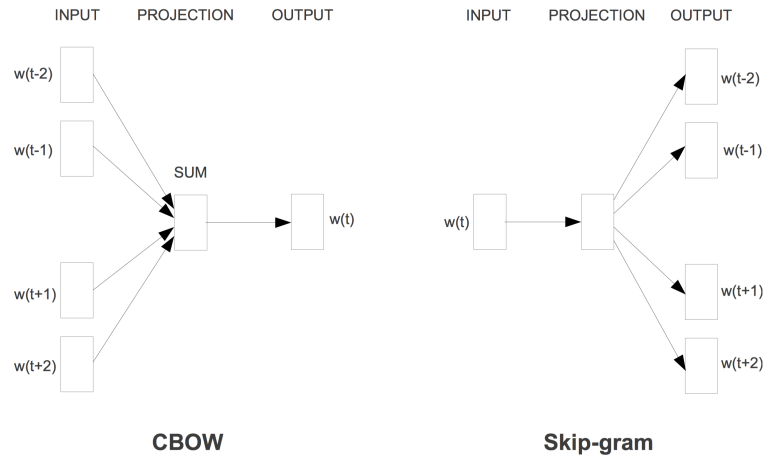 INPUT PROJECTION OUTPUT
w(t-2)
w(t-1)
SUM
w(t)
w(t+1)
w(t+2)
CBOW
INPUT PROJECTION OUTPUT
w(t-2)
w(t-1)
w(t)
w(t+1)
w(t+2)
Skip-gram